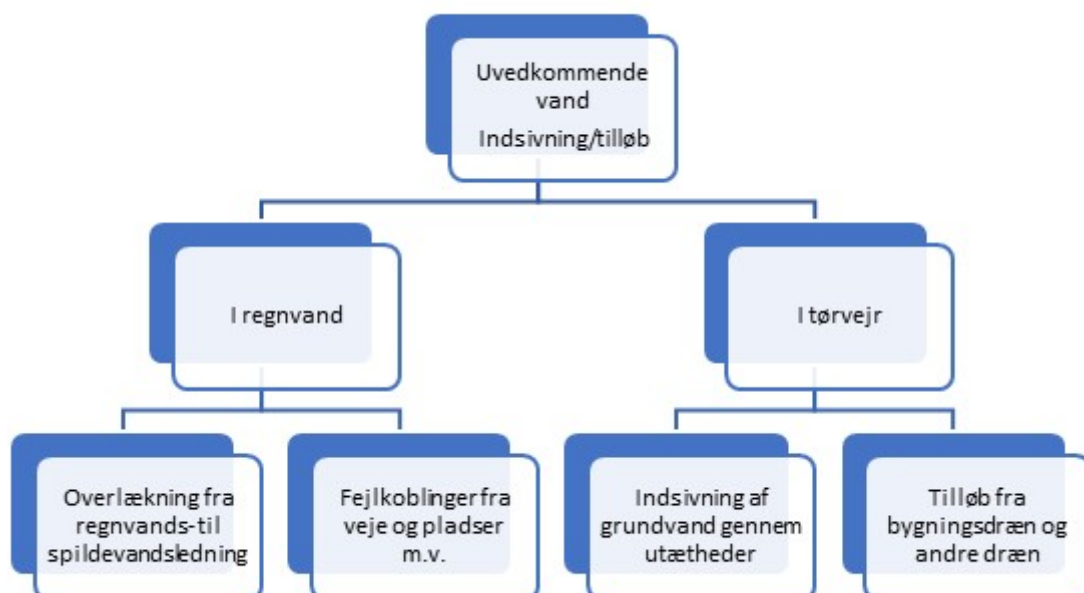 Uvedkommende
vand
Indsivning/tilløb
I regnvand
I tørvejr
Overlækning fra
regnvands-til
spildevandsledning
Fejlkoblinger fra
veje og pladser
m.v.
Indsivning af
grundvand gennem
utætheder
Tilløb fra
bygningsdræn og
andre dræn